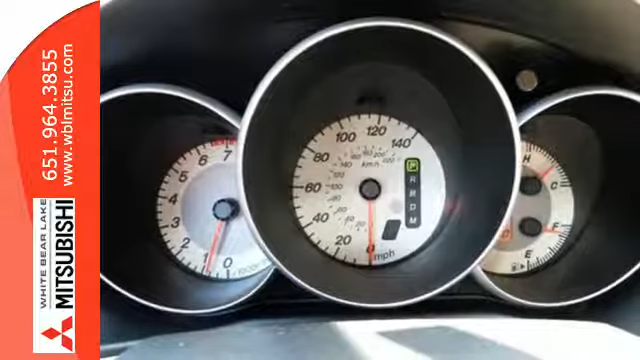 651.964.3855
www.wblmitsu.com
WHITE BEAR LAKE
MITSUBISHI
7
6
5
4
3
2
1
0
140
120
100
80
60
40
20
0
km/h
mph
P
R
N
D
M
H
C
F
E